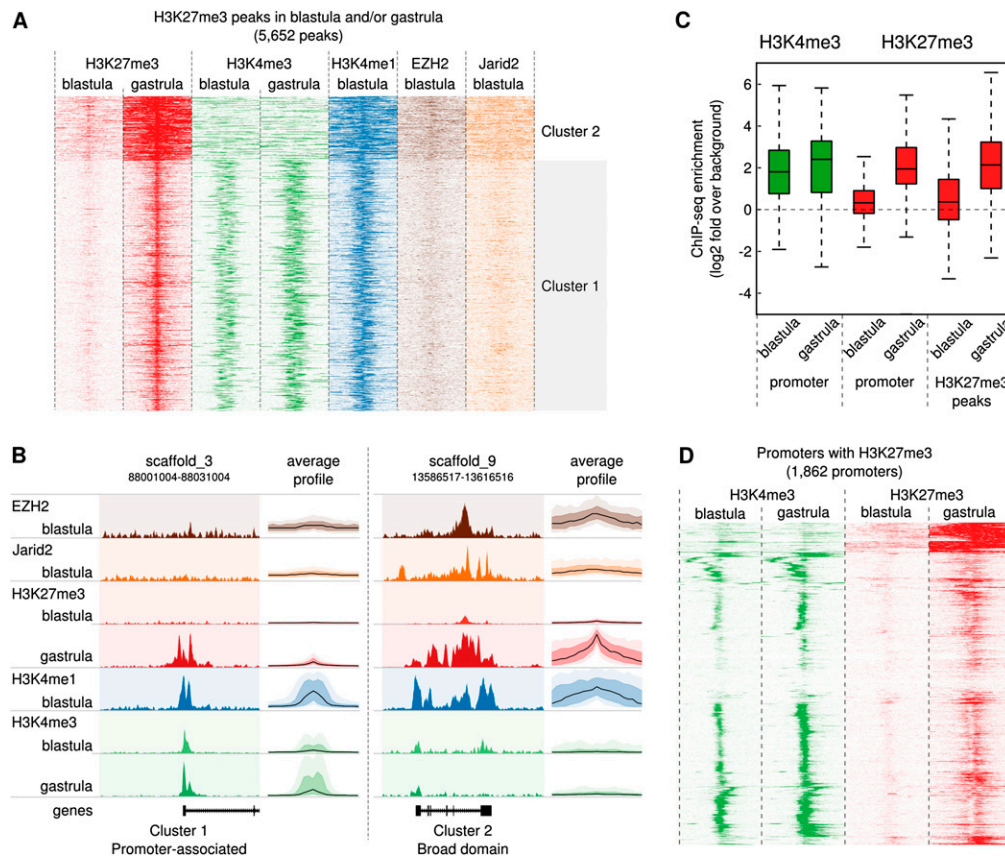 A
H3K27me3 peaks in blastula and/or gastrula
(5,652 peaks)
H3K27me3 H3K4me3 H3K4me1 EZH2 Jarid2
blastula gastrula blastula gastrula blastula blastula blastula
Cluster 2
Cluster 1
B
scaffold_3 average scaffold_9 average
88001004-88031004 profile 13586517-13616516 profile
EZH2
blastula
Jarid2
blastula
H3K27me3
blastula
gastrula
H3K4me1
blastula
H3K4me3
blastula
gastrula
genes
Cluster 1 Cluster 2
Promoter-associated Broad domain
C
H3K4me3 H3K27me3
ChIP-seq enrichment
(log2 fold over background)
6
4
2
0
-2
-4
blastula gastrula blastula gastrula blastula gastrula
promoter promoter H3K27me3
peaks
D
Promoters with H3K27me3
(1,862 promoters)
H3K4me3 H3K27me3
blastula gastrula blastula gastrula